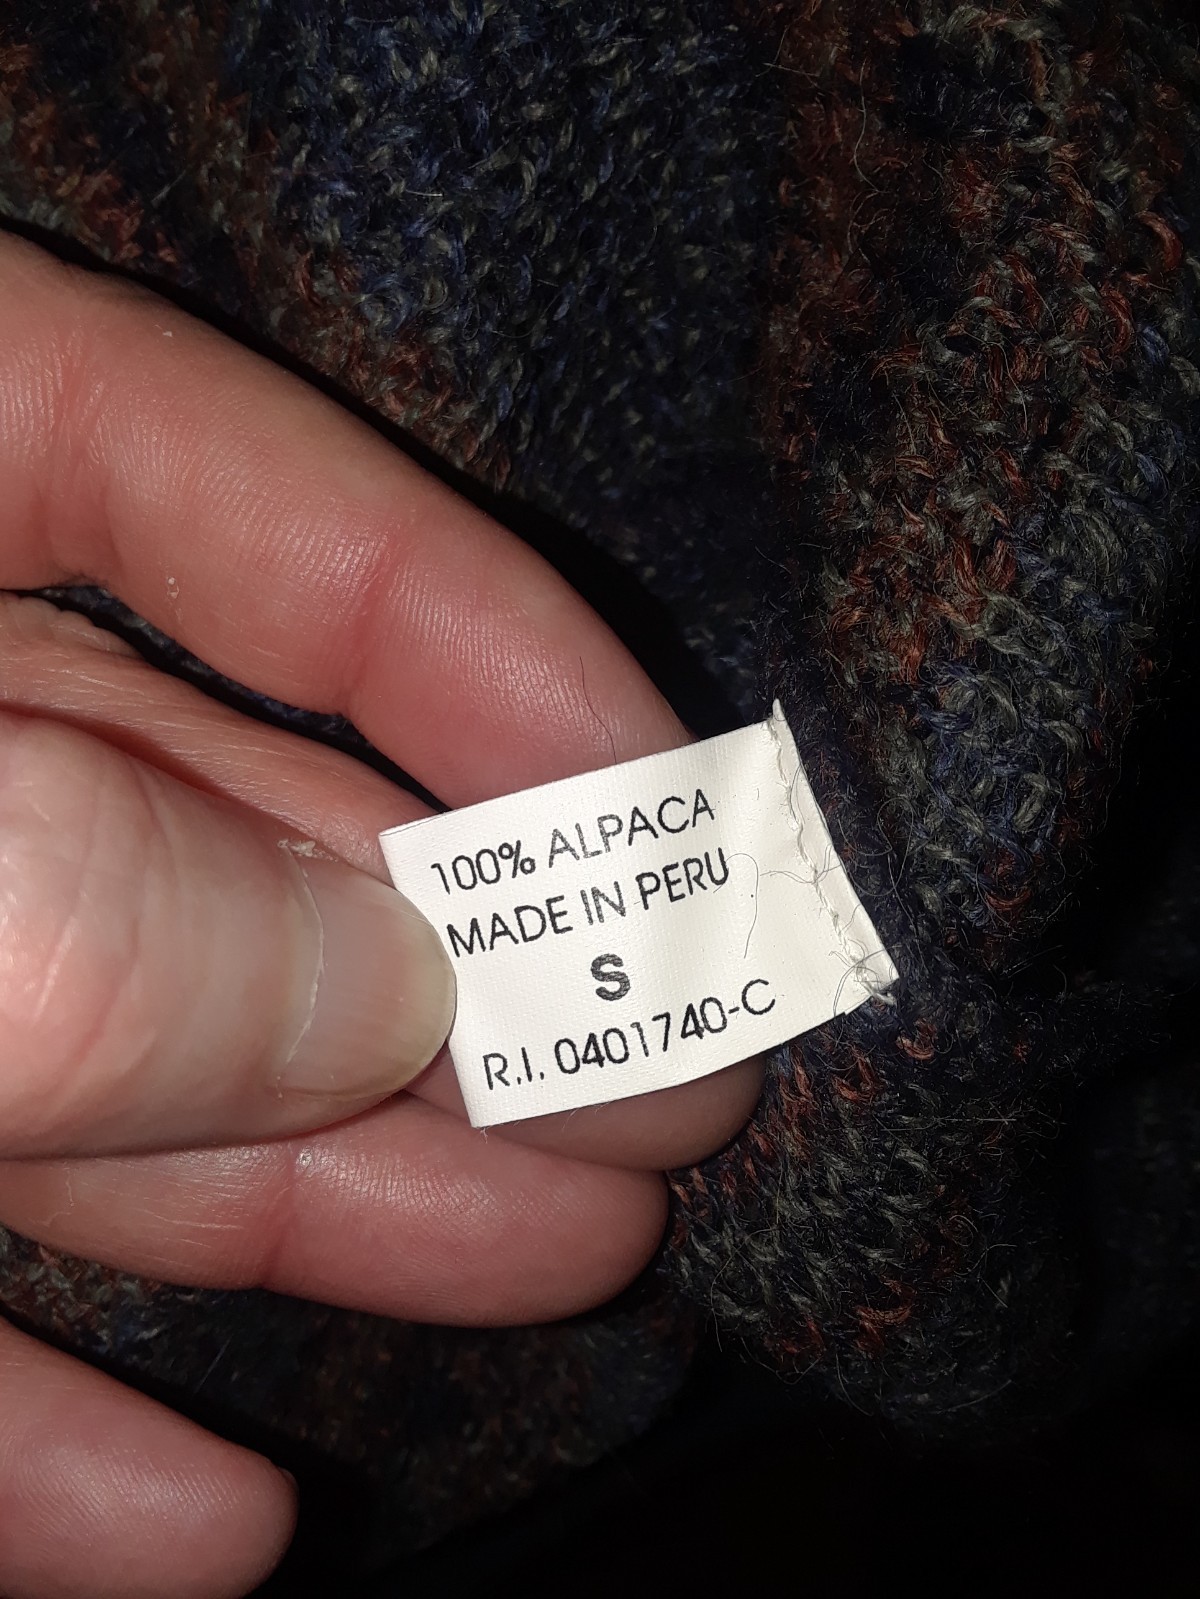 100% ALPACA
MADE IN PERU
S
R.I. 0401740-C